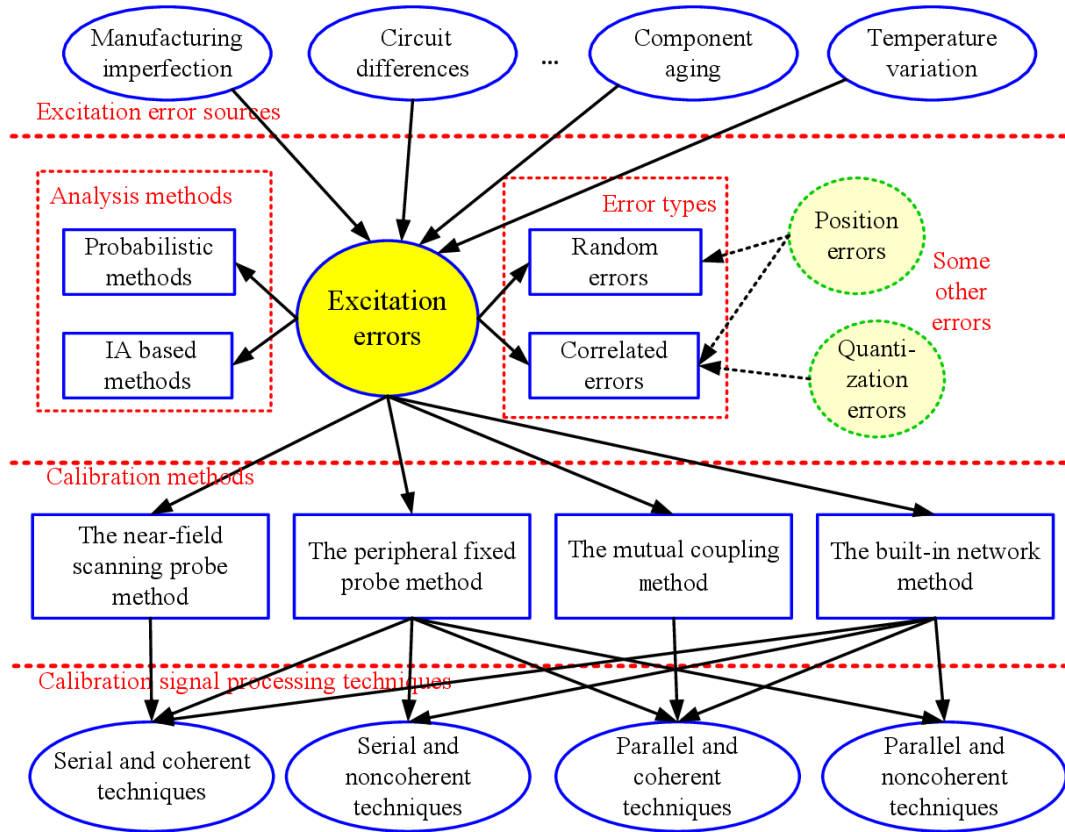 Manufacturing
imperfection
Circuit
differences
...
Component
aging
Temperature
variation
Excitation error sources
Analysis methods
Probabilistic
methods
IA based
methods
Excitation
errors
Error types
Random
errors
Correlated
errors
Position
errors
Some
other
errors
Quanti-
zation
errors
Calibration methods
The near-field
scanning probe
method
The peripheral fixed
probe method
The mutual coupling
method
The built-in network
method
Calibration signal processing techniques
Serial and coherent
techniques
Serial and
noncoherent
techniques
Parallel and
coherent
techniques
Parallel and
noncoherent
techniques